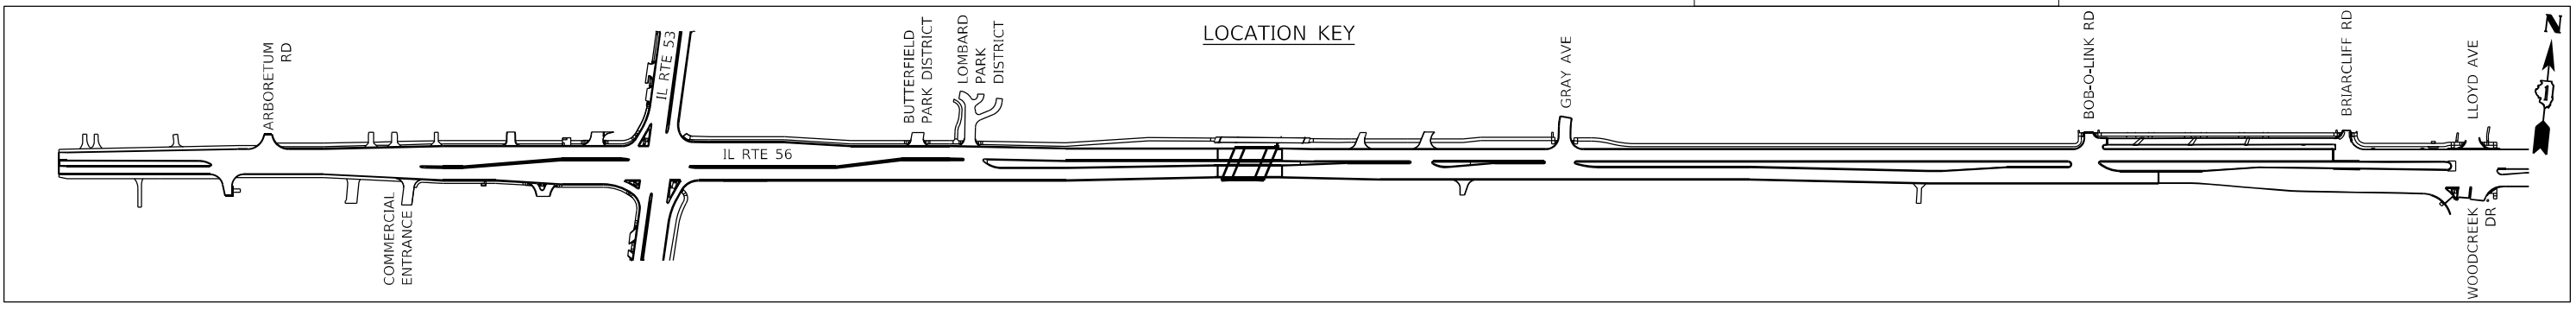 LOCATION KEY
ARBORETUM
RD
IL RTE 53
BUTTERFIELD
PARK DISTRICT
LOMBARD
PARK
DISTRICT
GRAY AVE
BOB-O-LINK RD
BRIARCLIFF RD
LLOYD AVE
N
1
IL RTE 56
COMMERCIAL
ENTRANCE
WOODCREEK
DR